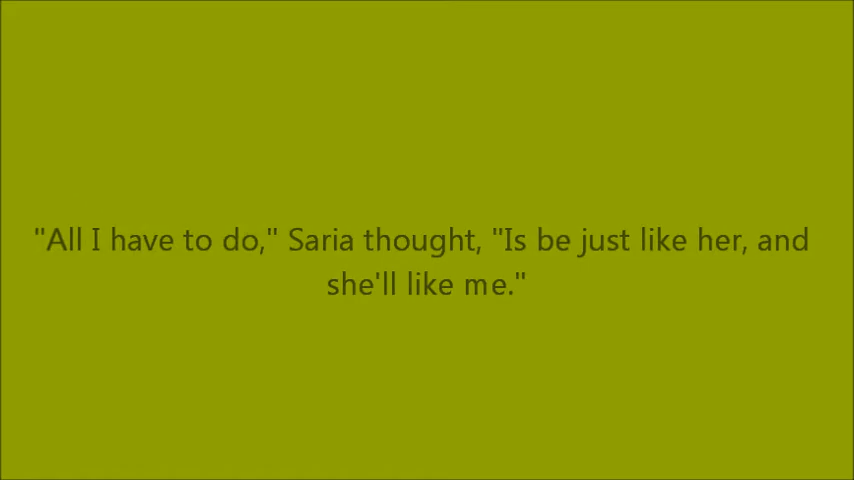 "All I have to do," Saria thought, "Is be just like her, and
she'll like me."